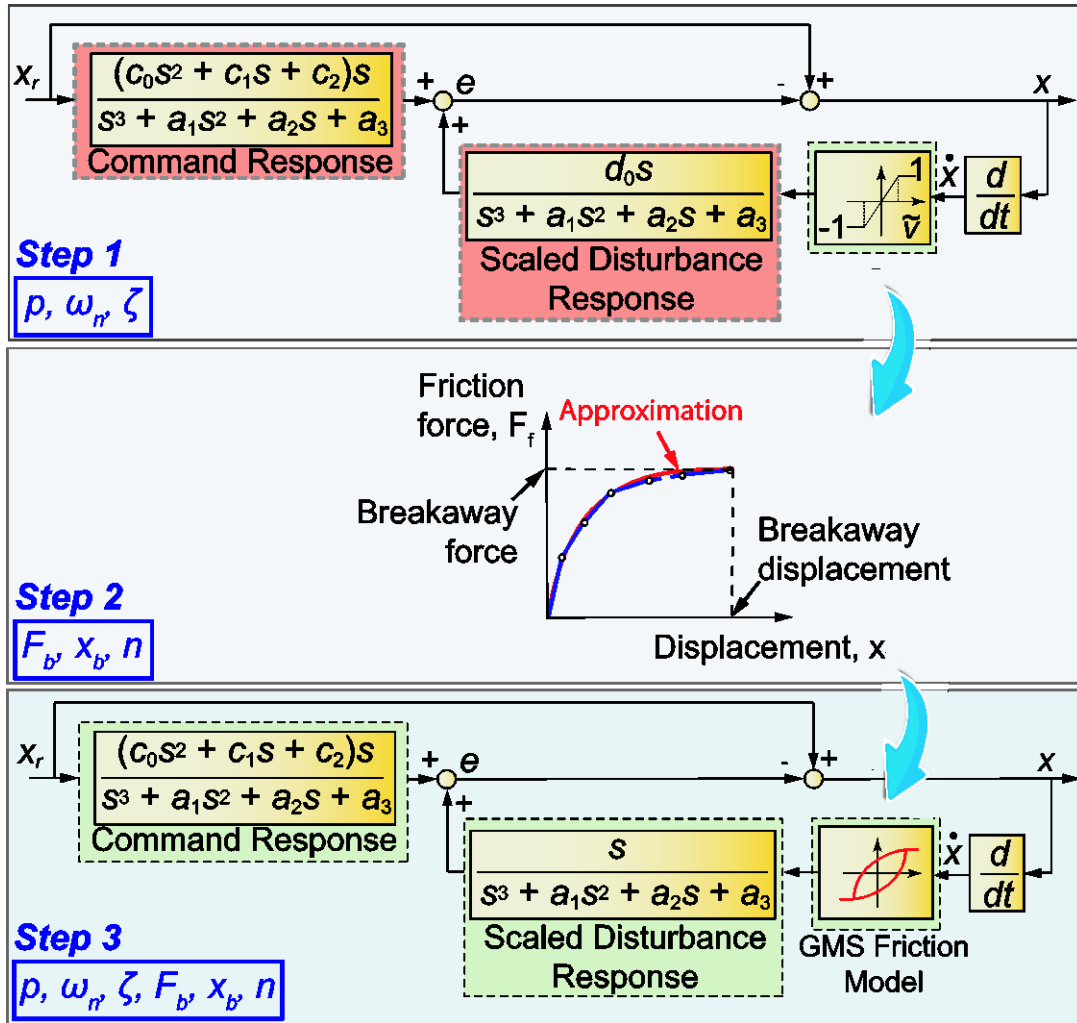 x_r
(c₀s² + c₁s + c₂)s
s³ + a₁s² + a₂s + a₃
Command Response
+
e
+
-
+
x
d₀s
s³ + a₁s² + a₂s + a₃
Scaled Disturbance
Response
1
-1
ṽ
ẋ
d
dt
Step 1
p, ωₙ, ζ
Friction
force, F_f
Approximation
Breakaway
force
Breakaway
displacement
Displacement, x
Step 2
F_b, x_b, n
x_r
(c₀s² + c₁s + c₂)s
s³ + a₁s² + a₂s + a₃
Command Response
+
e
+
-
+
x
s
s³ + a₁s² + a₂s + a₃
Scaled Disturbance
Response
ẋ
d
dt
GMS Friction
Model
Step 3
p, ωₙ, ζ, F_b, x_b, n